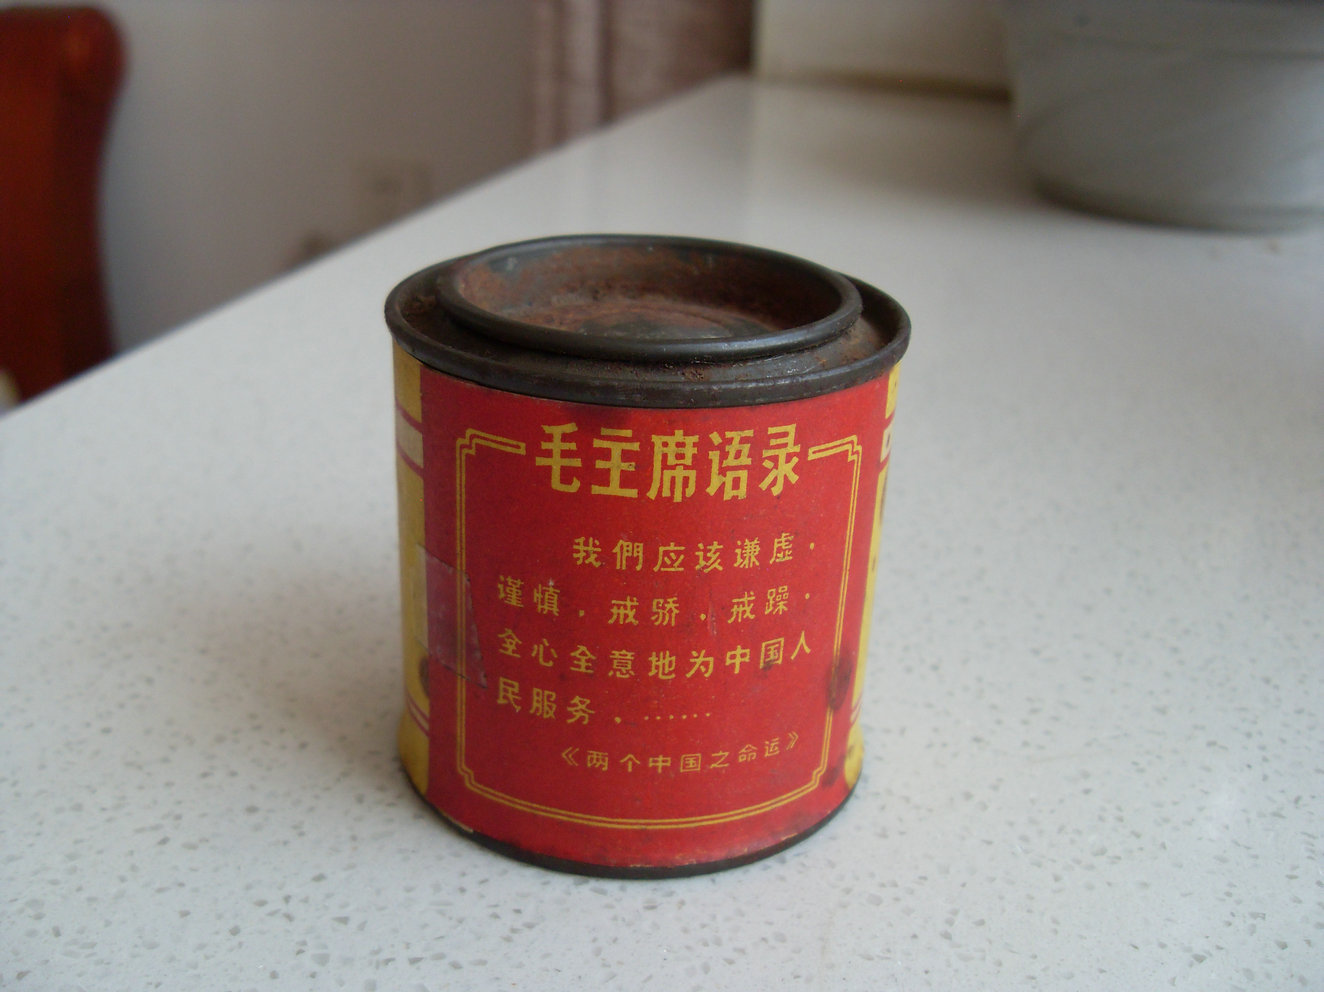 毛主席语录
我們应该谦虚，
谨慎，戒骄，戒躁，
全心全意地为中国人
民服务，……
《两个中国之命运》